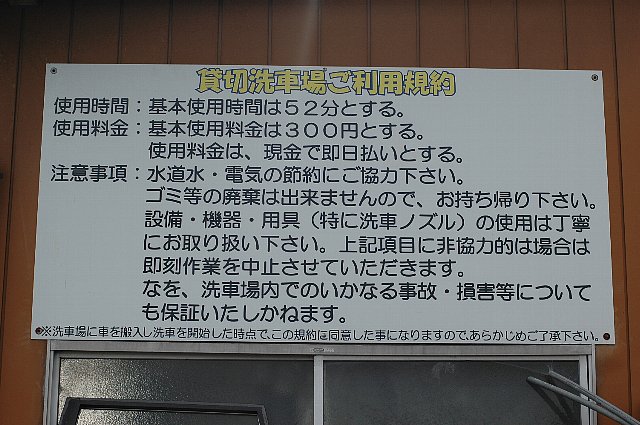 貸切洗車場ご利用規約
使用時間：基本使用時間は５２分とする。
使用料金：基本使用料金は３００円とする。
使用料金は、現金で即日払いとする。
注意事項：水道水・電気の節約にご協力下さい。
ゴミ等の廃棄は出来ませんので、お持ち帰り下さい。
設備・機器・用具（特に洗車ノズル）の使用は丁寧
にお取り扱い下さい。上記項目に非協力的は場合は
即刻作業を中止させていただきます。
なを、洗車場内でのいかなる事故・損害等について
も保証いたしかねます。
※洗車場に車を搬入し洗車を開始した時点で、この規約に同意した事になりますので、あらかじめご了承下さい。